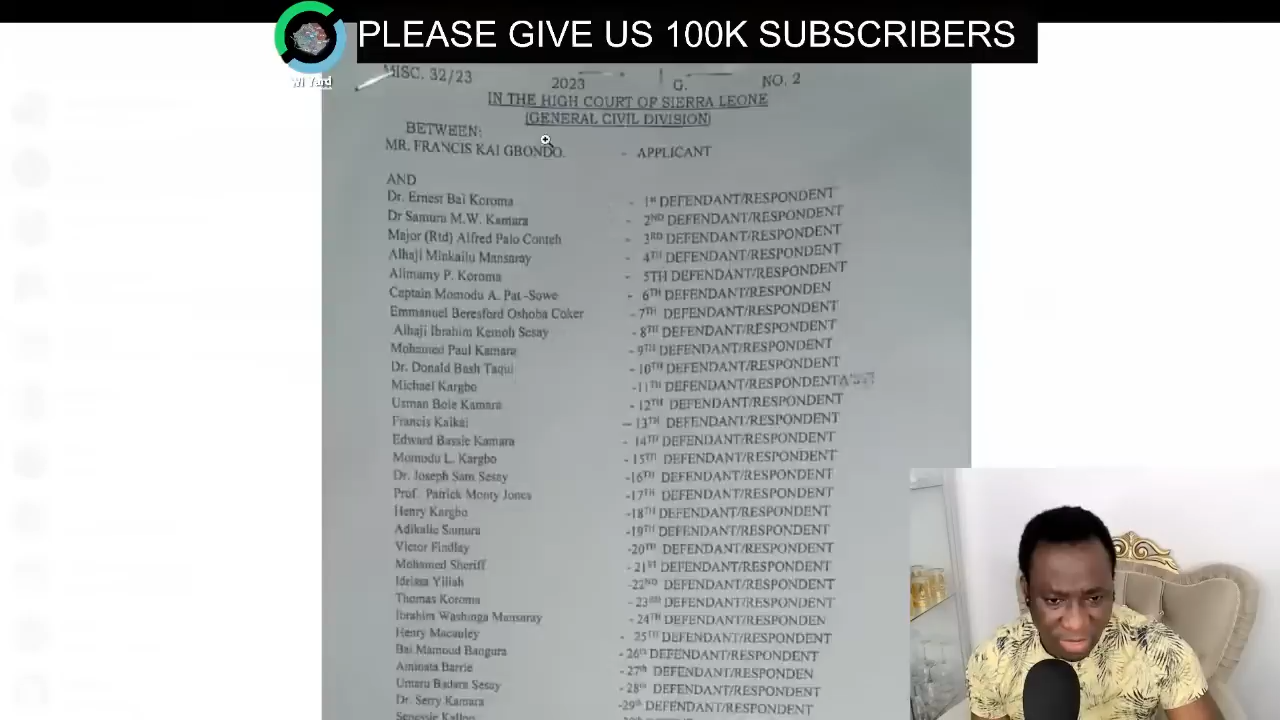 PLEASE GIVE US 100K SUBSCRIBERS
Wi Yard
MISC. 32/23 2023 G. NO. 2
IN THE HIGH COURT OF SIERRA LEONE
(GENERAL CIVIL DIVISION)
BETWEEN:
MR. FRANCIS KAI GBONDO. - APPLICANT
AND
Dr. Ernest Bai Koroma - 1st DEFENDANT/RESPONDENT
Dr Samura M.W. Kamara - 2ND DEFENDANT/RESPONDENT
Major (Rtd) Alfred Palo Conteh - 3RD DEFENDANT/RESPONDENT
Alhaji Minkailu Mansaray - 4TH DEFENDANT/RESPONDENT
Alimamy P. Koroma - 5TH DEFENDANT/RESPONDENT
Captain Momodu A. Pat -Sowe - 6TH DEFENDANT/RESPONDEN
Emmanuel Beresford Oshoba Coker - 7TH DEFENDANT/RESPONDENT
Alhaji Ibrahim Kemoh Sesay - 8TH DEFENDANT/RESPONDENT
Mohamed Paul Kamara - 9TH DEFENDANT/RESPONDENT
Dr. Donald Bash Taqui - 10TH DEFENDANT/RESPONDENT
Michael Kargbo -11TH DEFENDANT/RESPONDENT
Usman Boie Kamara - 12TH DEFENDANT/RESPONDENT
Francis Kaikai – 13TH DEFENDANT/RESPONDENT
Edward Bassie Kamara - 14TH DEFENDANT/RESPONDENT
Momodu L. Kargbo - 15TH DEFENDANT/RESPONDENT
Dr. Joseph Sam Sesay -16TH DEFENDANT/RESPONDENT
Prof. Patrick Monty Jones -17TH DEFENDANT/RESPONDENT
Henry Kargbo -18TH DEFENDANT/RESPONDENT
Adikalie Samura -19TH DEFENDANT/RESPONDENT
Victor Findlay -20TH DEFENDANT/RESPONDENT
Mohamed Sheriff - 21ST DEFENDANT/RESPONDENT
Idrissa Yillah -22ND DEFENDANT/RESPONDENT
Thomas Koroma - 23RD DEFENDANT/RESPONDENT
Ibrahim Washinga Mansaray - 24TH DEFENDANT/RESPONDEN
Henry Macauley - 25TH DEFENDANT/RESPONDENT
Bai Mamoud Bangura - 26th DEFENDANT/RESPONDENT
Aminata Barrie -27th DEFENDANT/RESPONDEN
Umaru Badara Sesay - 28th DEFENDANT/RESPONDENT
Dr. Serry Kamara -29th DEFENDANT/RESPONDENT